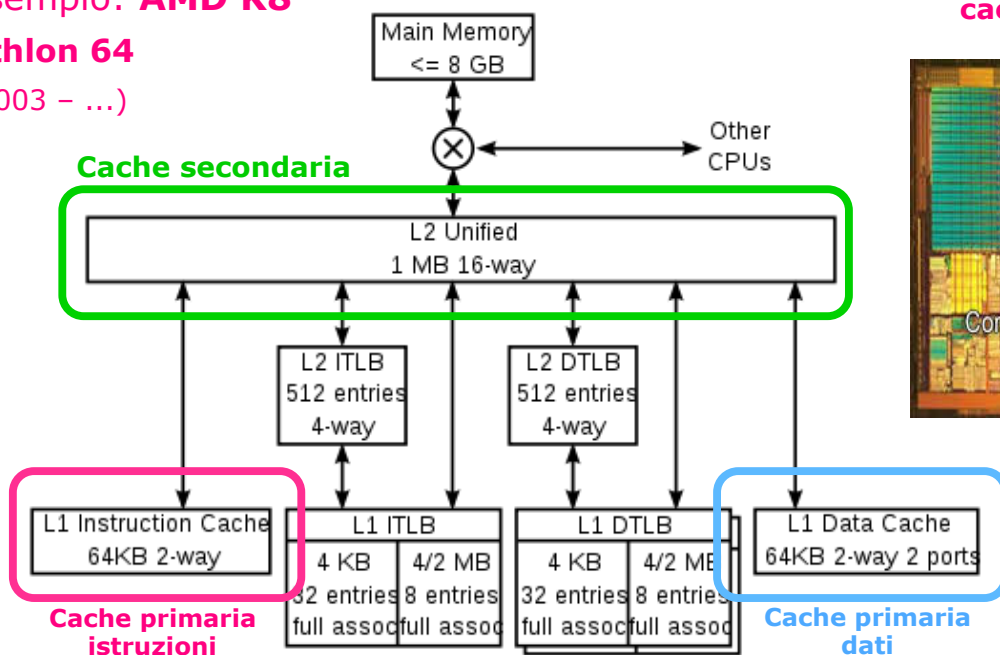 AMD K8
Athlon 64
003 – ...)
Main Memory
<= 8 GB
Other
CPUs
Cache secondaria
L2 Unified
1 MB 16-way
L2 ITLB
512 entries
4-way
L2 DTLB
512 entries
4-way
L1 Instruction Cache
64KB 2-way
L1 ITLB
4 KB
32 entries
full assoc
4/2 MB
8 entries
full assoc
L1 DTLB
4 KB
32 entries
full assoc
4/2 MB
8 entries
full assoc
L1 Data Cache
64KB 2-way 2 ports
Cache primaria
istruzioni
Cache primaria
dati